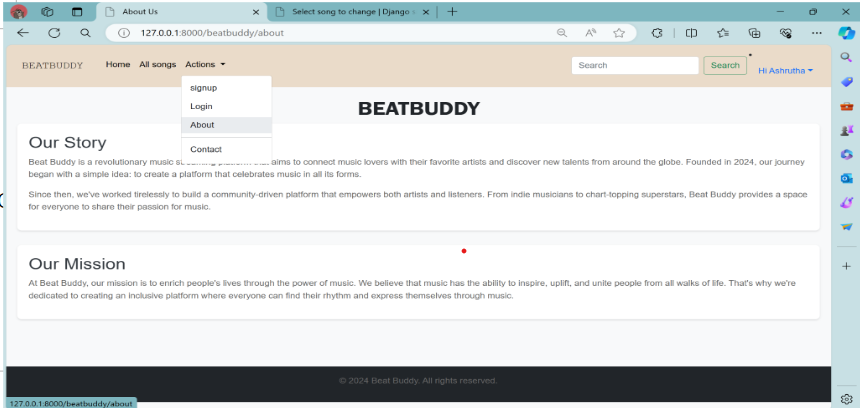 About Us
Select song to change | Django s
127.0.0.1:8000/beatbuddy/about
BEATBUDDY Home All songs Actions Search Search Hi Ashrutha
signup
Login
About
Contact
BEATBUDDY
Our Story
Beat Buddy is a revolutionary music streaming platform that aims to connect music lovers with their favorite artists and discover new talents from around the globe. Founded in 2024, our journey
began with a simple idea: to create a platform that celebrates music in all its forms.
Since then, we've worked tirelessly to build a community-driven platform that empowers both artists and listeners. From indie musicians to chart-topping superstars, Beat Buddy provides a space
for everyone to share their passion for music.
Our Mission
At Beat Buddy, our mission is to enrich people's lives through the power of music. We believe that music has the ability to inspire, uplift, and unite people from all walks of life. That's why we're
dedicated to creating an inclusive platform where everyone can find their rhythm and express themselves through music.
© 2024 Beat Buddy. All rights reserved.
127.0.0.1:8000/beatbuddy/about